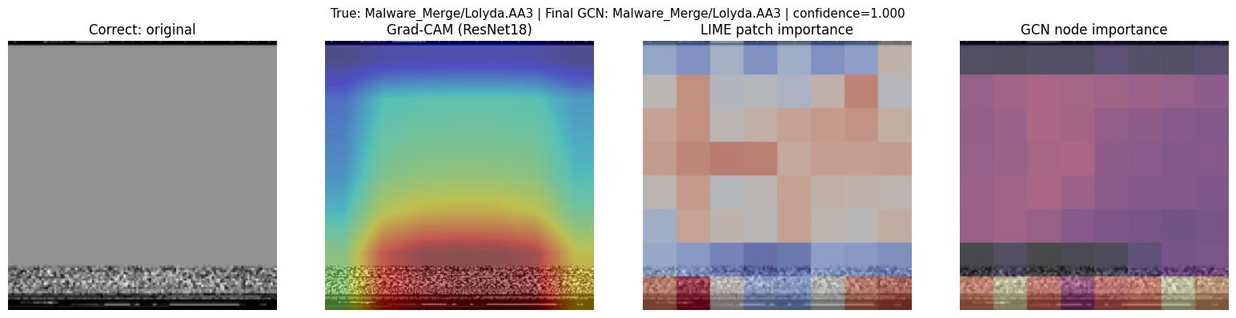 True: Malware_Merge/Lolyda.AA3 | Final GCN: Malware_Merge/Lolyda.AA3 | confidence=1.000
Correct: original
Grad-CAM (ResNet18)
LIME patch importance
GCN node importance